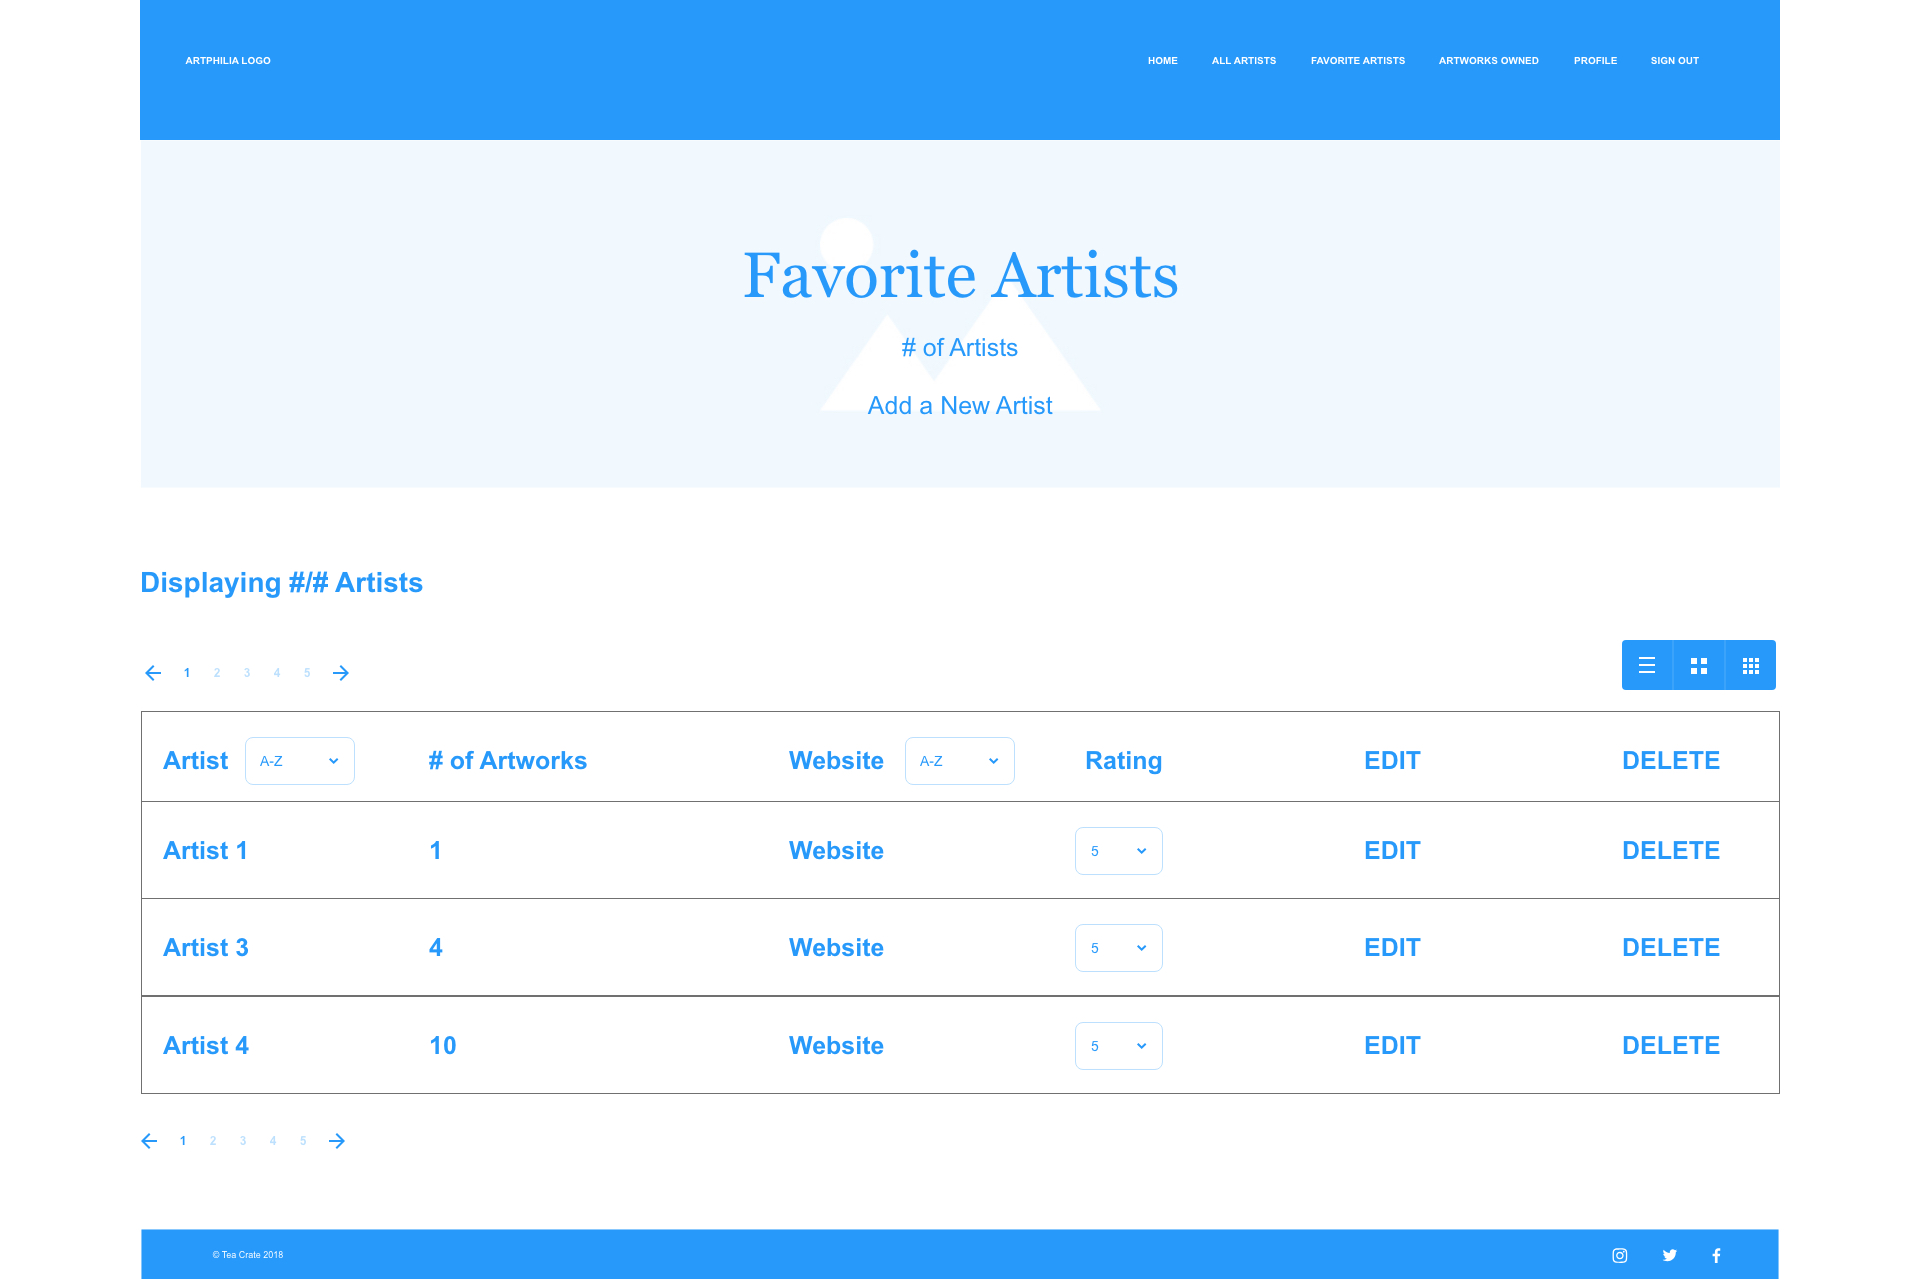 ARTPHILIA LOGO HOME ALL ARTISTS FAVORITE ARTISTS ARTWORKS OWNED PROFILE SIGN OUT
Favorite Artists
# of Artists
Add a New Artist
Displaying #/# Artists
1 2 3 4 5
Artist A-Z # of Artworks Website A-Z Rating EDIT DELETE
Artist 1 1 Website 5 EDIT DELETE
Artist 3 4 Website 5 EDIT DELETE
Artist 4 10 Website 5 EDIT DELETE
1 2 3 4 5
© Tea Crate 2018